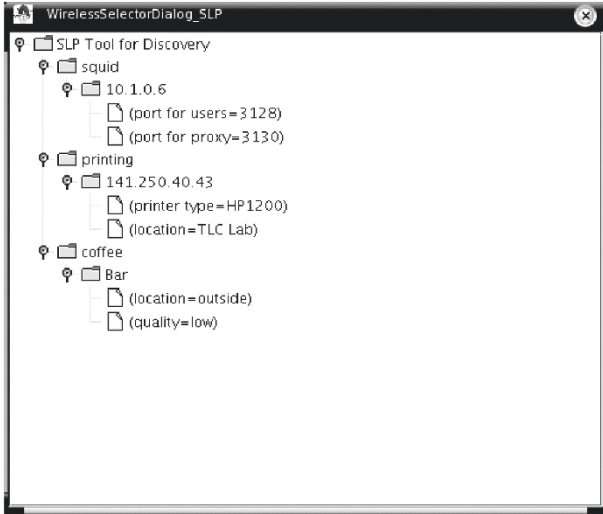 WirelessSelectorDialog_SLP
SLP Tool for Discovery
squid
10.1.0.6
(port for users=3128)
(port for proxy=3130)
printing
141.250.40.43
(printer type=HP1200)
(location=TLC Lab)
coffee
Bar
(location=outside)
(quality=low)